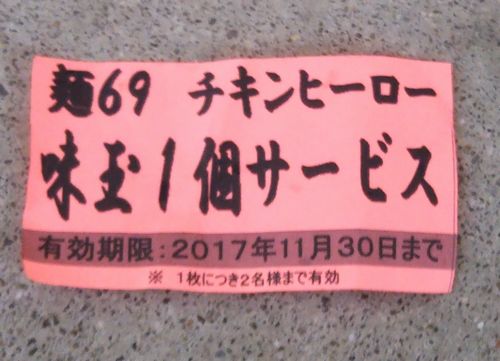 麺69 チキンヒーロー
味玉1個サービス
有効期限:2017年11月30日まで
※ 1枚につき2名様まで有効